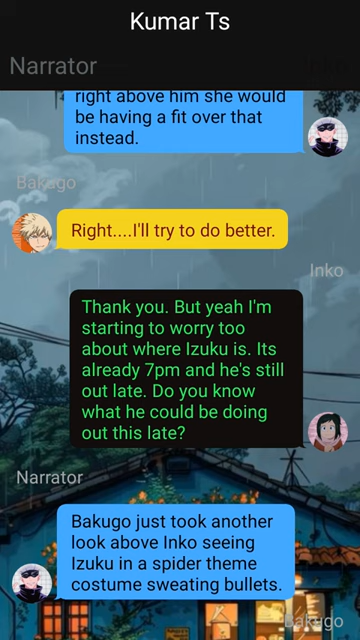 Kumar Ts
Narrator
Inko
right above him she would
be having a fit over that
instead.
Bakugo
Right....I'll try to do better.
Inko
Thank you. But yeah I'm
starting to worry too
about where Izuku is. Its
already 7pm and he's still
out late. Do you know
what he could be doing
out this late?
Narrator
Bakugo just took another
look above Inko seeing
Izuku in a spider theme
costume sweating bullets.
Bakugo